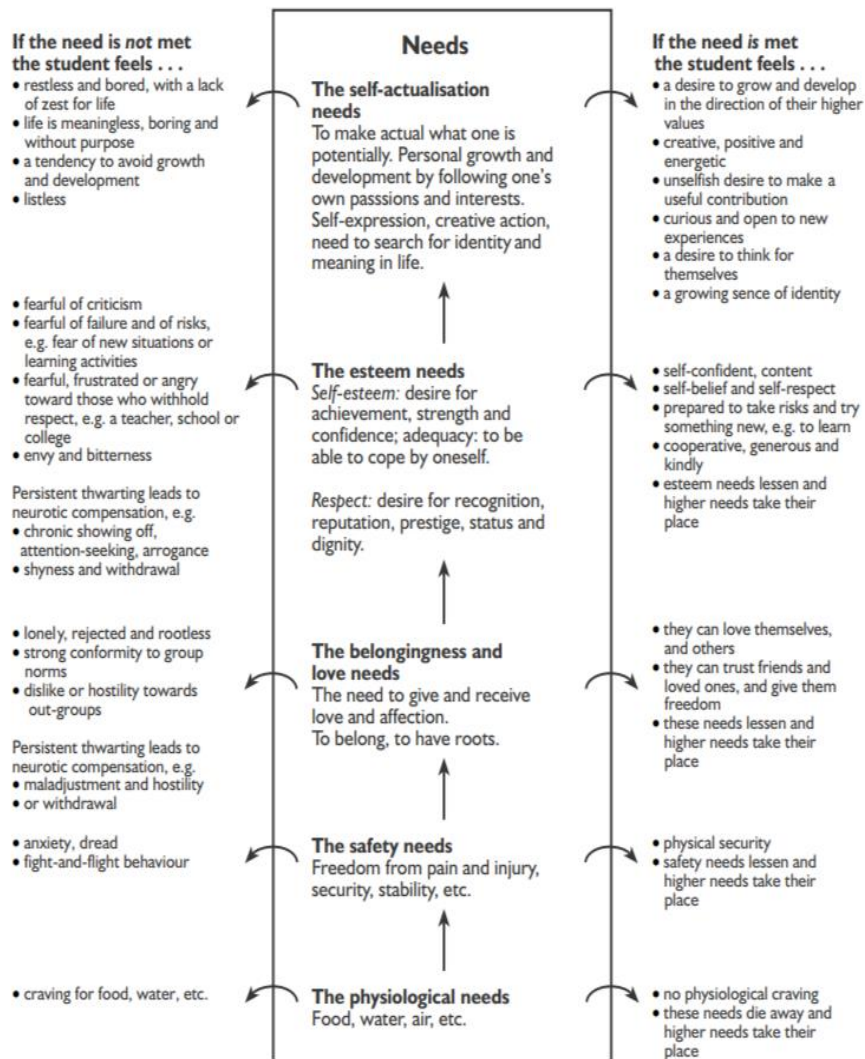 If the need is not met
the student feels . . .
• restless and bored, with a lack
of zest for life
• life is meaningless, boring and
without purpose
• a tendency to avoid growth
and development
• listless
• fearful of criticism
• fearful of failure and of risks,
e.g. fear of new situations or
learning activities
• fearful, frustrated or angry
toward those who withhold
respect, e.g. a teacher, school or
college
• envy and bitterness
Persistent thwarting leads to
neurotic compensation, e.g.
• chronic showing off,
attention-seeking, arrogance
• shyness and withdrawal
• lonely, rejected and rootless
• strong conformity to group
norms
• dislike or hostility towards
out-groups
Persistent thwarting leads to
neurotic compensation, e.g.
• maladjustment and hostility
• or withdrawal
• anxiety, dread
• fight-and-flight behaviour
• craving for food, water, etc.
Needs
The self-actualisation
needs
To make actual what one is
potentially. Personal growth and
development by following one's
own passsions and interests.
Self-expression, creative action,
need to search for identity and
meaning in life.
The esteem needs
Self-esteem: desire for
achievement, strength and
confidence; adequacy: to be
able to cope by oneself.
Respect: desire for recognition,
reputation, prestige, status and
dignity.
The belongingness and
love needs
The need to give and receive
love and affection.
To belong, to have roots.
The safety needs
Freedom from pain and injury,
security, stability, etc.
The physiological needs
Food, water, air, etc.
If the need is met
the student feels . . .
• a desire to grow and develop
in the direction of their higher
values
• creative, positive and
energetic
• unselfish desire to make a
useful contribution
• curious and open to new
experiences
• a desire to think for
themselves
• a growing sence of identity
• self-confident, content
• self-belief and self-respect
• prepared to take risks and try
something new, e.g. to learn
• cooperative, generous and
kindly
• esteem needs lessen and
higher needs take their
place
• they can love themselves,
and others
• they can trust friends and
loved ones, and give them
freedom
• these needs lessen and
higher needs take their
place
• physical security
• safety needs lessen and
higher needs take their
place
• no physiological craving
• these needs die away and
higher needs take their
place